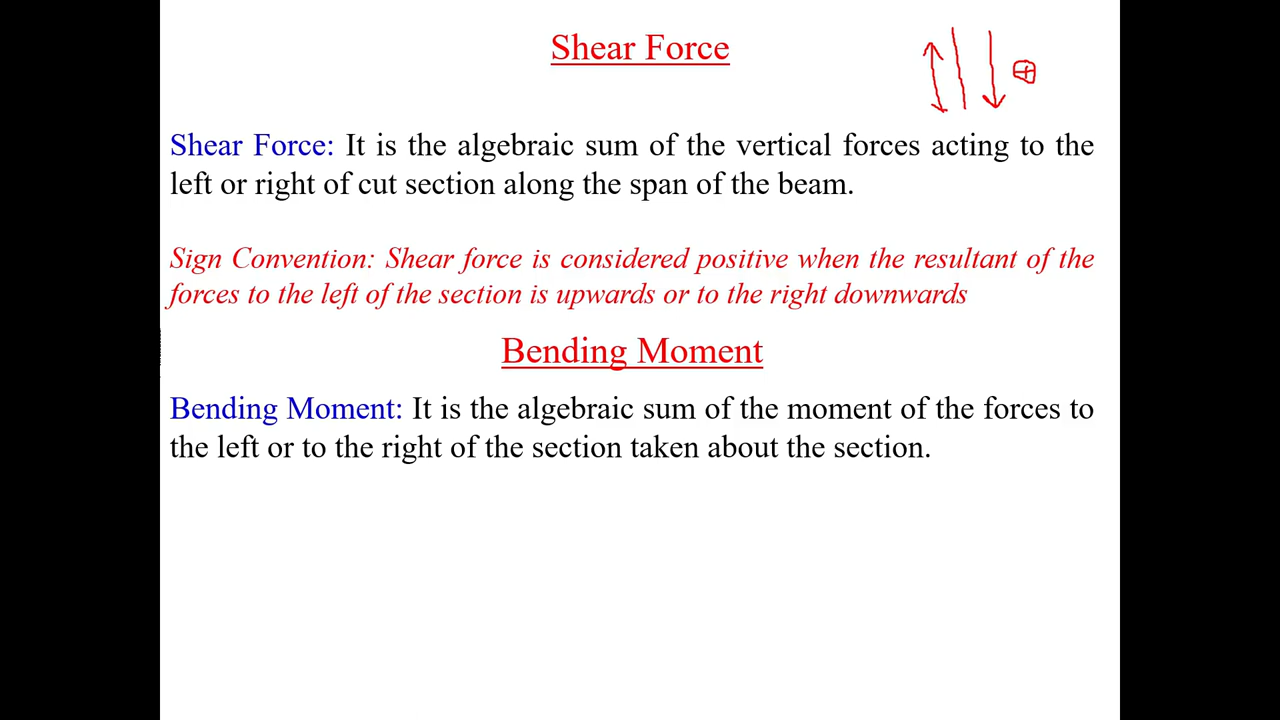 Shear Force
Shear Force: It is the algebraic sum of the vertical forces acting to the
left or right of cut section along the span of the beam.
Sign Convention: Shear force is considered positive when the resultant of the
forces to the left of the section is upwards or to the right downwards
Bending Moment
Bending Moment: It is the algebraic sum of the moment of the forces to
the left or to the right of the section taken about the section.